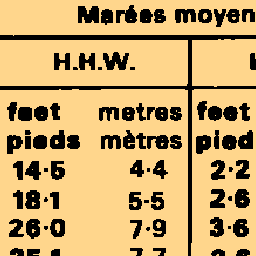 Marées moyen
H.H.W.
feet metres feet
pieds mètres pied
14·5 4·4 2·2
18·1 5·5 2·6
26·0 7·9 3·6